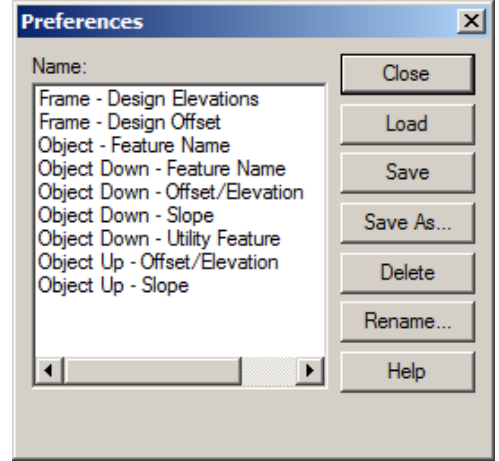 Preferences
Name:
Frame - Design Elevations
Frame - Design Offset
Object - Feature Name
Object Down - Feature Name
Object Down - Offset/Elevation
Object Down - Slope
Object Down - Utility Feature
Object Up - Offset/Elevation
Object Up - Slope
Close
Load
Save
Save As...
Delete
Rename...
Help